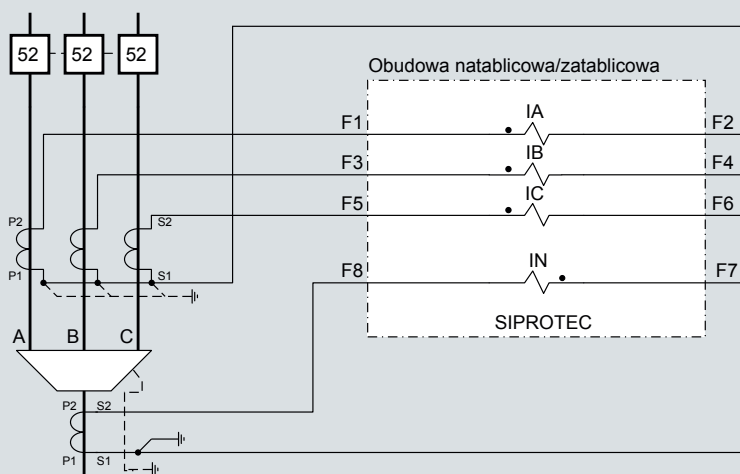 52 52 52
Obudowa natablicowa/zatablicowa
IA
F1 F2
IB
F3 F4
IC
F5 F6
P2 S2
IN
P1 S1 F8 F7
SIPROTEC
A B C
P2 S2
P1 S1